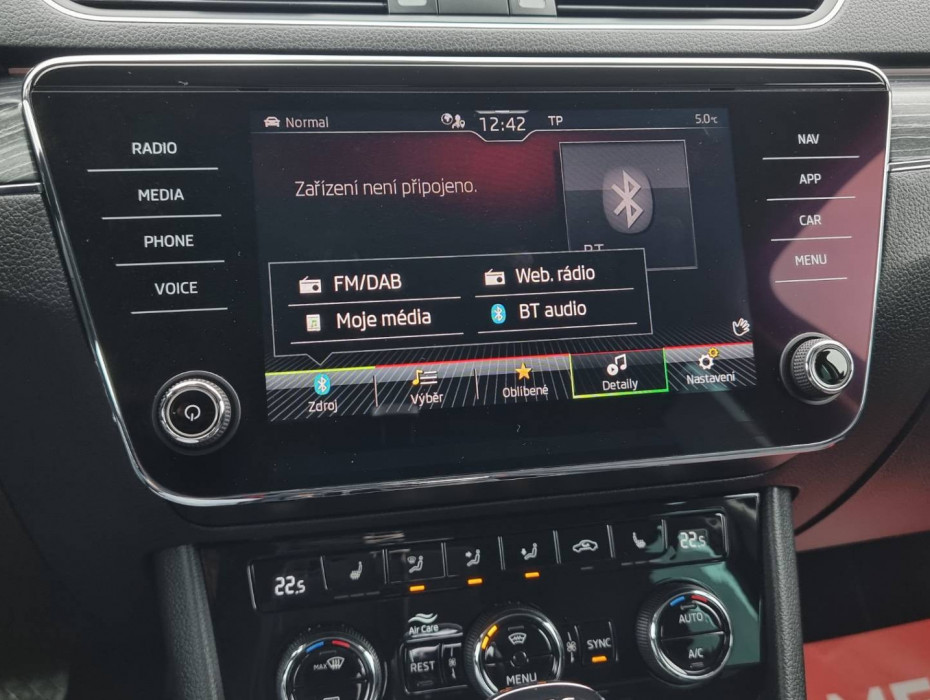 Normal
12:42
TP
5.0°C
RADIO
MEDIA
PHONE
VOICE
NAV
APP
CAR
MENU
Zařízení není připojeno.
BT
FM/DAB
Web. rádio
Moje média
BT audio
Zdroj
Výběr
Oblíbené
Detaily
Nastavení
22.5
22.5
Air Care
MAX
REST
MENU
SYNC
AUTO
A/C